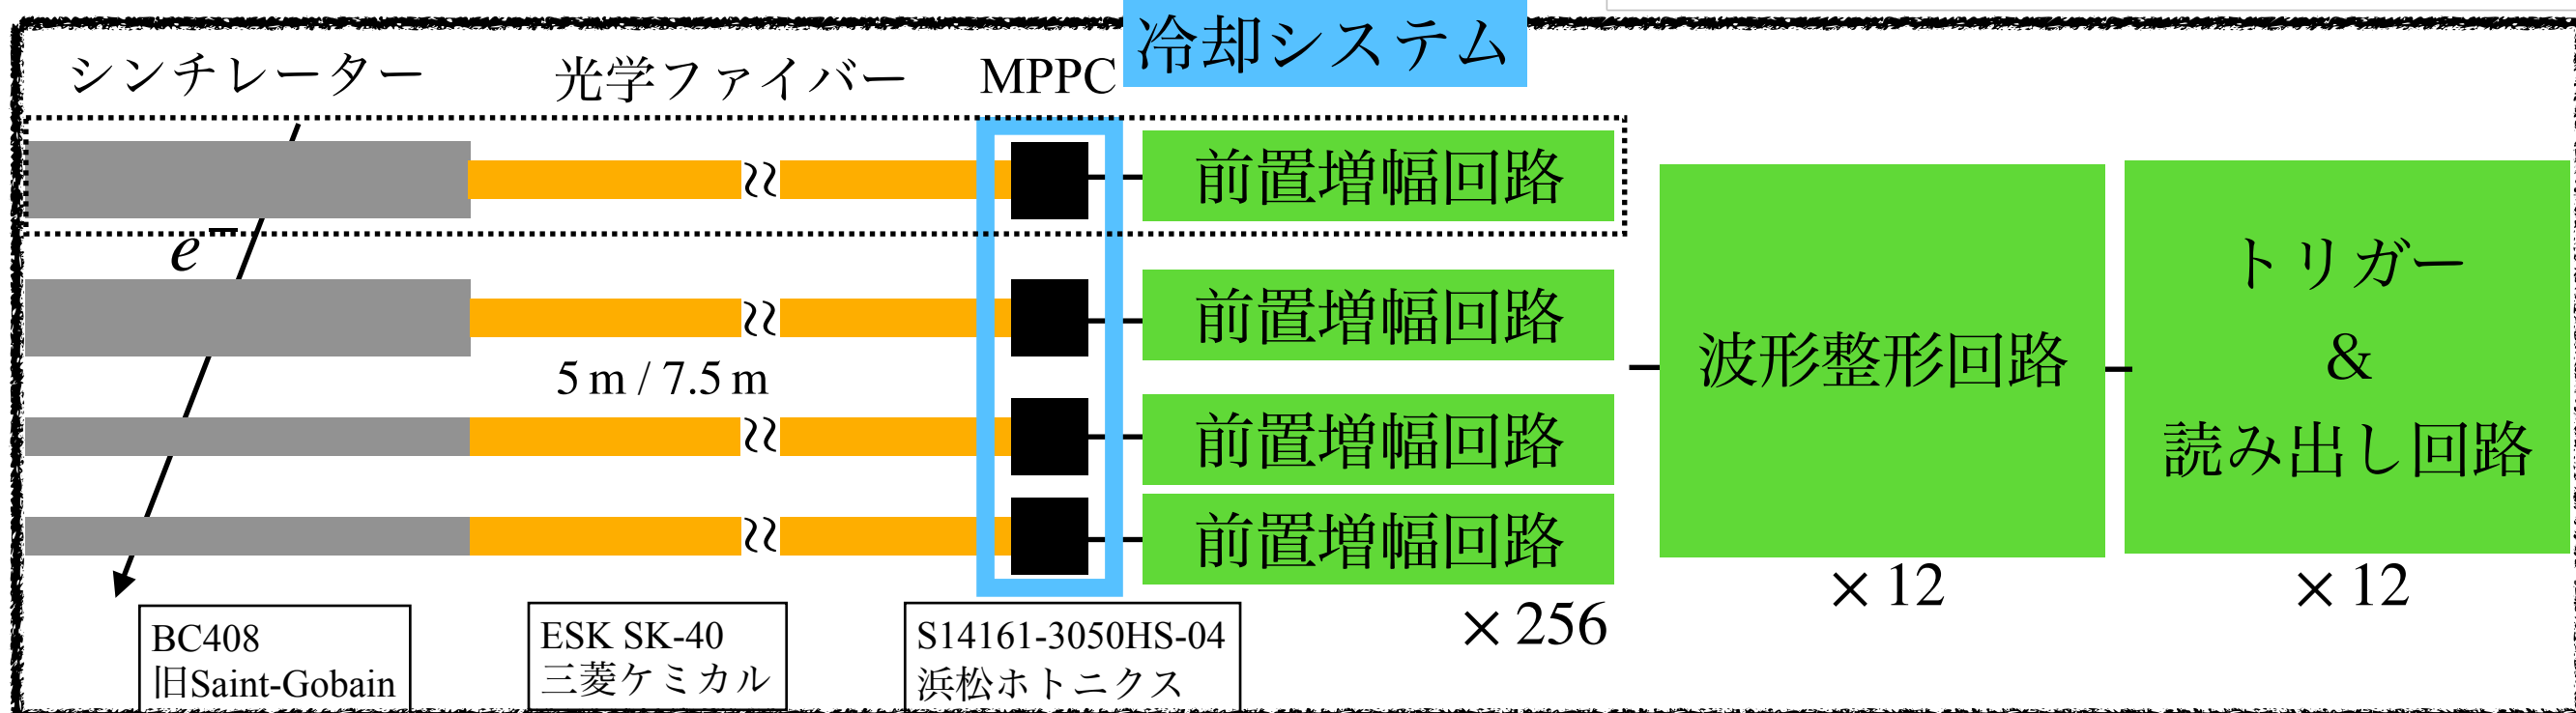 冷却システム
シンチレーター
光学ファイバー
MPPC
前置増幅回路
e⁻
前置増幅回路
5 m / 7.5 m
前置増幅回路
前置増幅回路
× 256
波形整形回路
× 12
トリガー
&
読み出し回路
× 12
BC408
旧Saint-Gobain
ESK SK-40
三菱ケミカル
S14161-3050HS-04
浜松ホトニクス